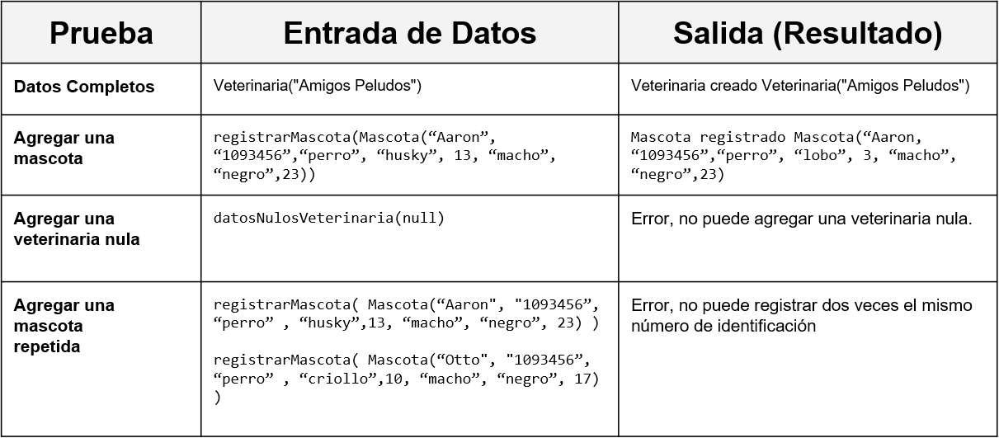 Prueba
Entrada de Datos
Salida (Resultado)
Datos Completos
Veterinaria("Amigos Peludos")
Veterinaria creado Veterinaria("Amigos Peludos")
Agregar una
mascota
registrarMascota(Mascota(“Aaron”,
“1093456”,“perro”, “husky”, 13, “macho”,
“negro”,23))
Mascota registrado Mascota(“Aaron,
“1093456”,“perro”, “lobo”, 3, “macho”,
“negro”,23)
Agregar una
veterinaria nula
datosNulosVeterinaria(null)
Error, no puede agregar una veterinaria nula.
Agregar una
mascota
repetida
registrarMascota( Mascota(“Aaron", "1093456”,
“perro” , “husky”,13, “macho”, “negro”, 23) )
registrarMascota( Mascota(“Otto", "1093456”,
“perro” , “criollo”,10, “macho”, “negro”, 17)
)
Error, no puede registrar dos veces el mismo
número de identificación